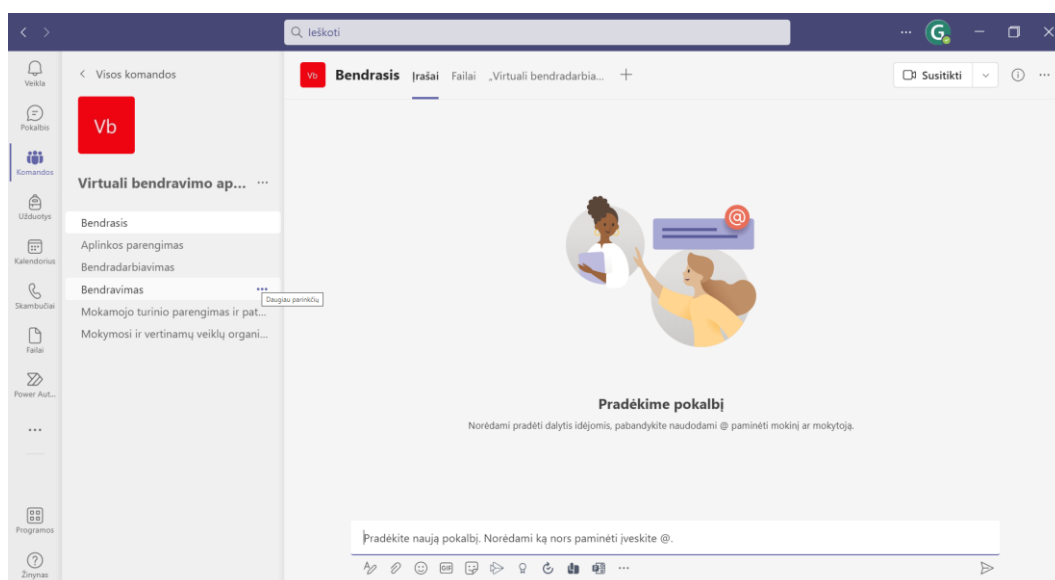 Ieškoti
G
Veikla
Pokalbis
Komandos
Užduotys
Kalendorius
Skambučiai
Failai
Power Aut...
Programos
Žinynas
Visos komandos
Vb
Virtuali bendravimo ap...
Bendrasis
Aplinkos parengimas
Bendradarbiavimas
Bendravimas
Daugiau parinkčių
Mokamojo turinio parengimas ir pat...
Mokymosi ir vertinamų veiklų organi...
Vb Bendrasis Įrašai Failai „Virtuali bendradarbia...
Susitikti
@
Pradėkime pokalbį
Norėdami pradėti dalytis idėjomis, pabandykite naudodami @ paminėti mokinį ar mokytoją.
Pradėkite naują pokalbį. Norėdami ką nors paminėti įveskite @.
GIF